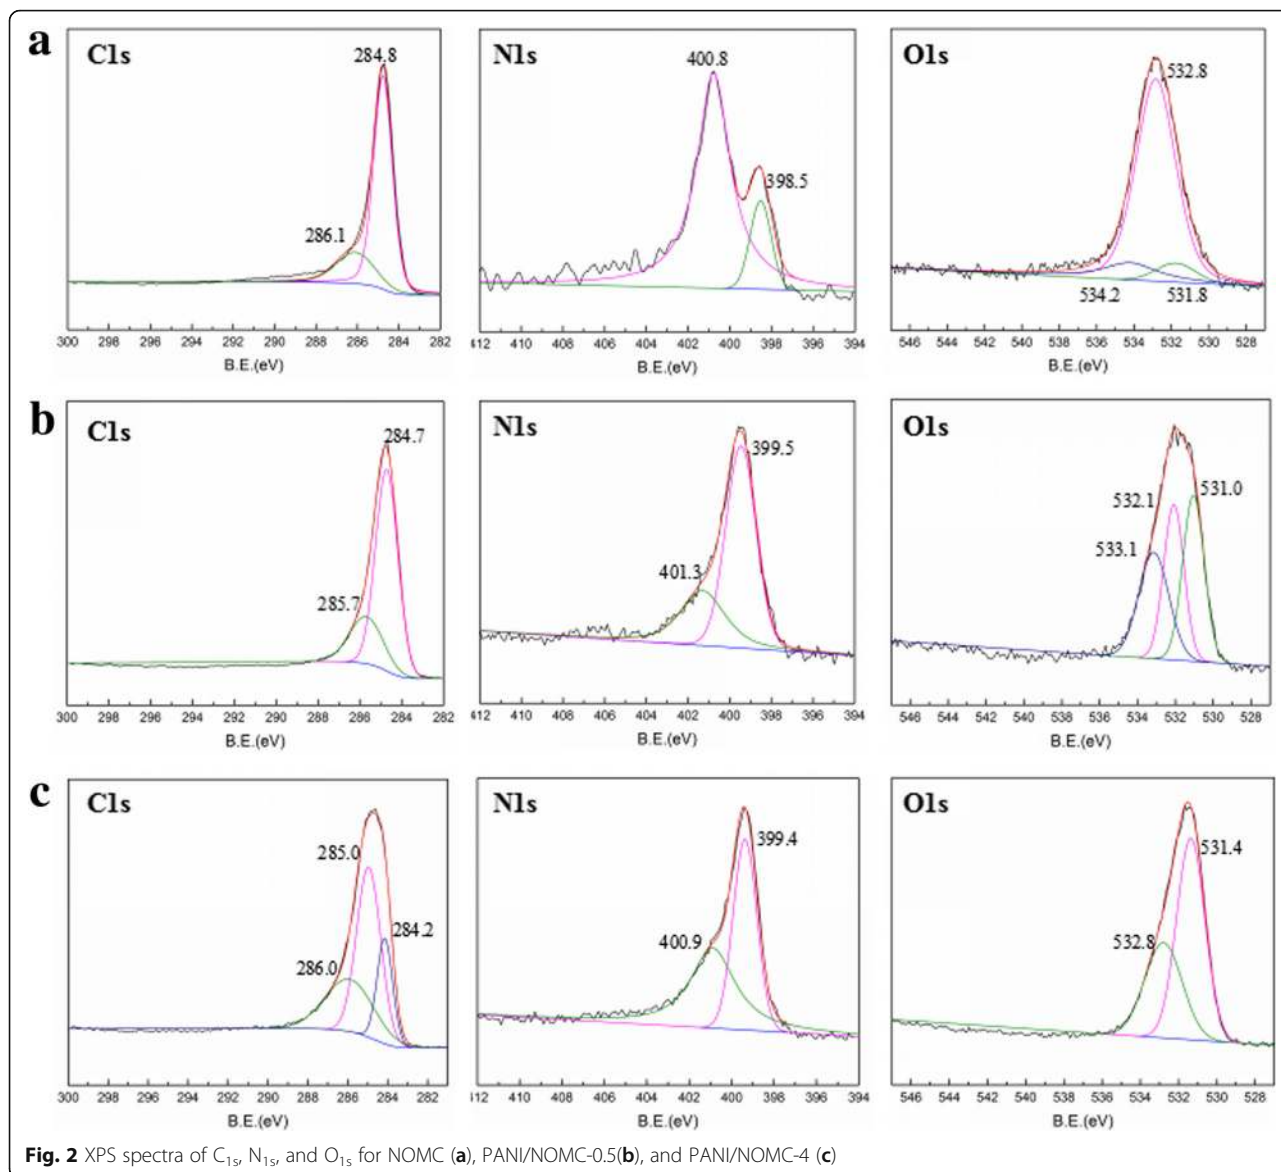 a
C1s
284.8
286.1
300 298 296 294 292 290 288 286 284 282
B.E.(eV)
N1s
400.8
398.5
412 410 408 406 404 402 400 398 396 394
B.E.(eV)
O1s
532.8
534.2
531.8
546 544 542 540 538 536 534 532 530 528
B.E.(eV)
b
C1s
284.7
285.7
300 298 296 294 292 290 288 286 284 282
B.E.(eV)
N1s
399.5
401.3
412 410 408 406 404 402 400 398 396 394
B.E.(eV)
O1s
532.1
531.0
533.1
546 544 542 540 538 536 534 532 530 528
B.E.(eV)
c
C1s
285.0
284.2
286.0
300 298 296 294 292 290 288 286 284 282
B.E.(eV)
N1s
399.4
400.9
412 410 408 406 404 402 400 398 396 394
B.E.(eV)
O1s
531.4
532.8
546 544 542 540 538 536 534 532 530 528
B.E.(eV)
Fig. 2 XPS spectra of C1s, N1s, and O1s for NOMC (a), PANI/NOMC-0.5(b), and PANI/NOMC-4 (c)